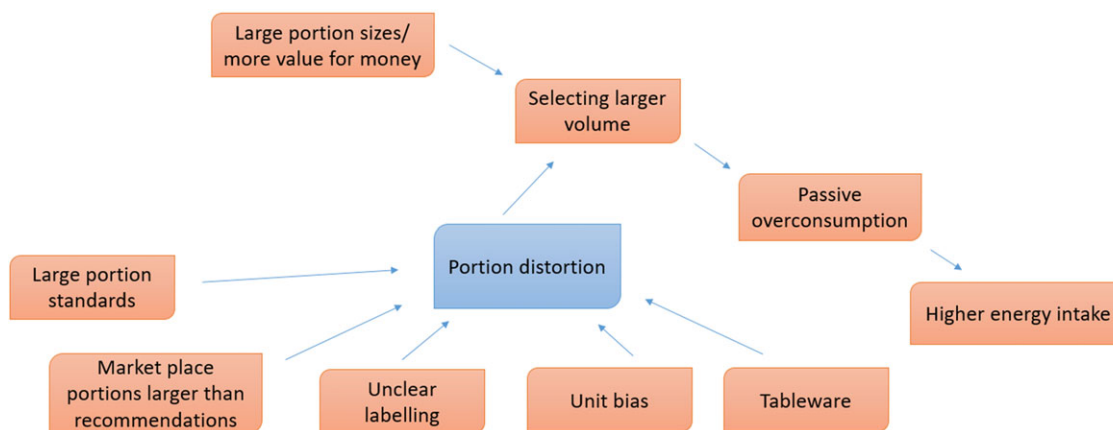 Large portion sizes/
more value for money
Selecting larger
volume
Passive
overconsumption
Portion distortion
Large portion
standards
Higher energy intake
Market place
portions larger than
recommendations
Unclear
labelling
Unit bias
Tableware